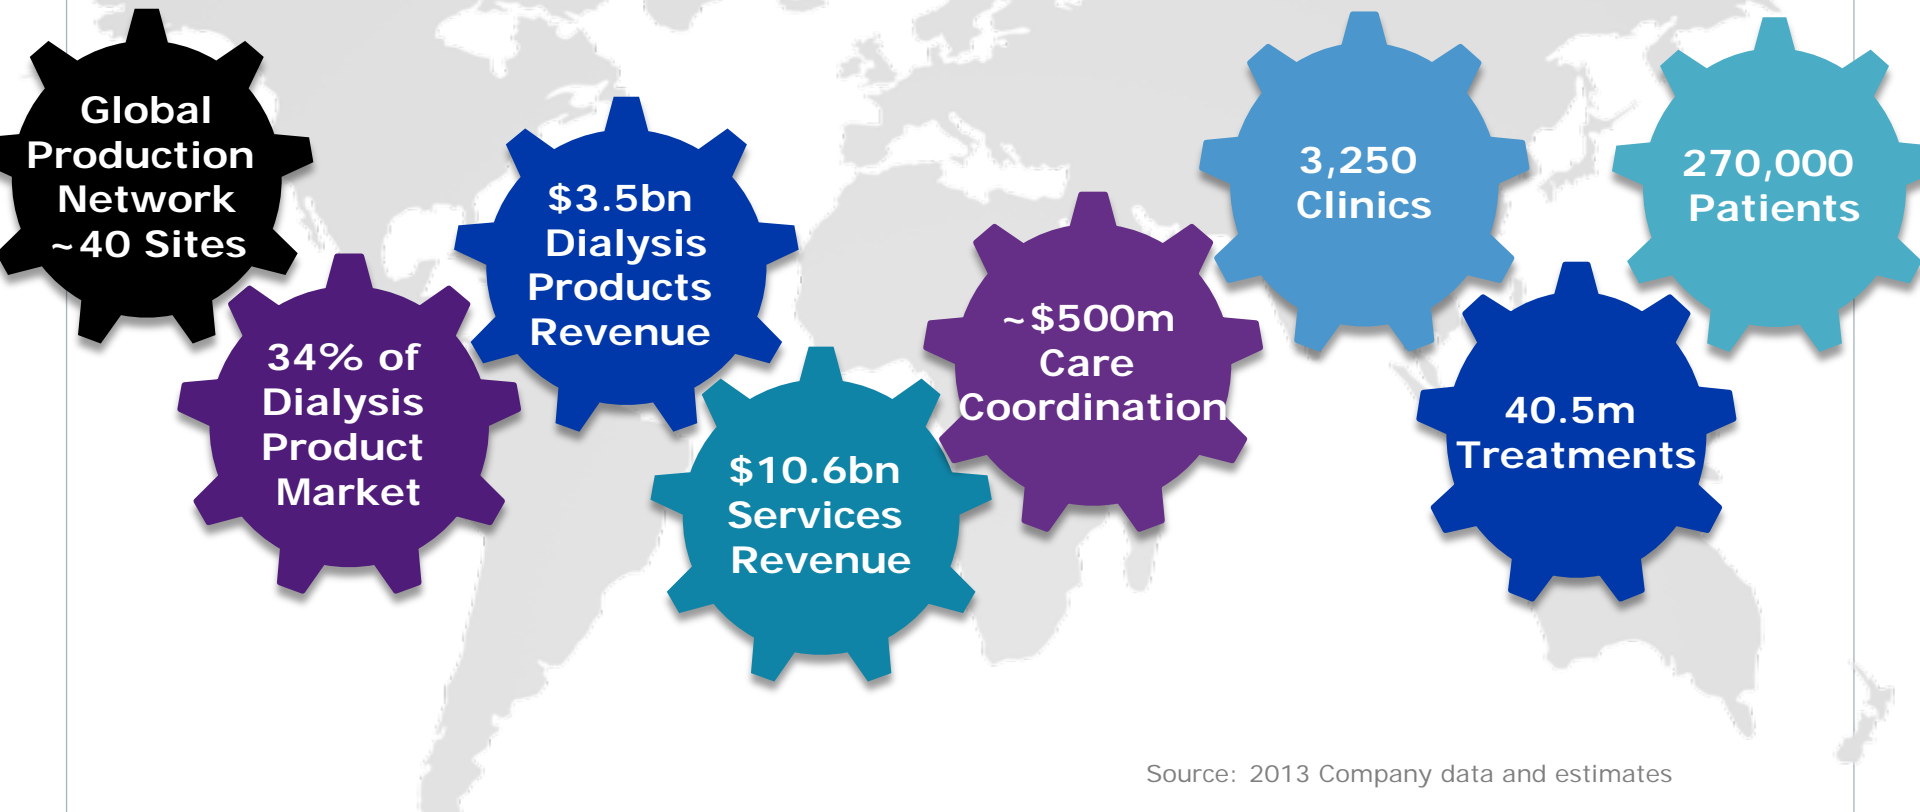 Global
Production
Network
~40 Sites
34% of
Dialysis
Product
Market
$3.5bn
Dialysis
Products
Revenue
$10.6bn
Services
Revenue
~$500m
Care
Coordination
3,250
Clinics
40.5m
Treatments
270,000
Patients
Source: 2013 Company data and estimates